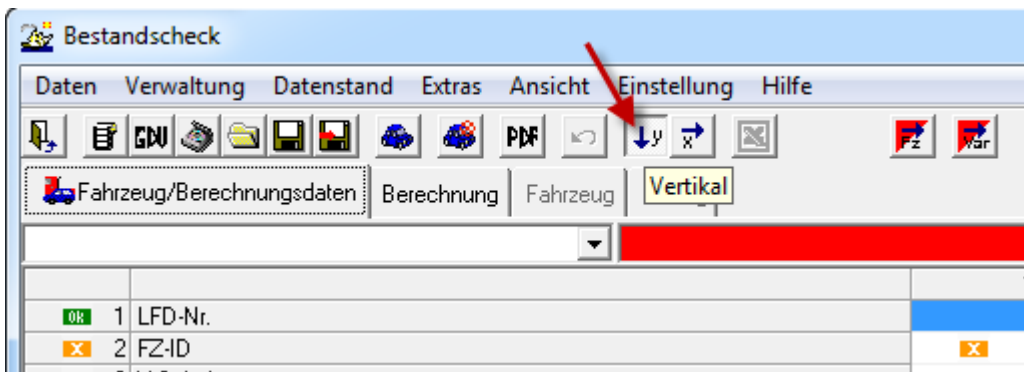 Bestandscheck
Daten Verwaltung Datenstand Extras Ansicht Einstellung Hilfe
GDV PDF y x Fz Var
Fahrzeug/Berechnungsdaten Berechnung Fahrzeug Vertikal
OK 1 LFD-Nr.
X 2 FZ-ID X